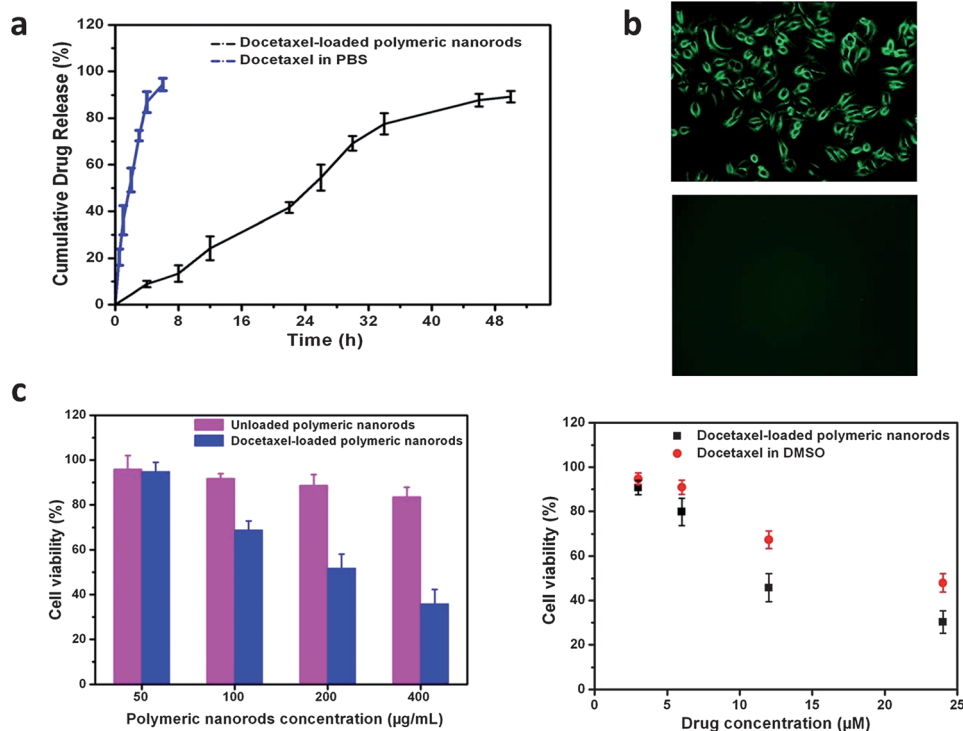 a
120
100
80
60
40
20
0
Cumulative Drug Release (%)
Docetaxel-loaded polymeric nanorods
Docetaxel in PBS
0 8 16 24 32 40 48
Time (h)
b
c
120
100
80
60
40
20
0
Cell viability (%)
Unloaded polymeric nanorods
Docetaxel-loaded polymeric nanorods
50 100 200 400
Polymeric nanorods concentration (µg/mL)
120
100
80
60
40
20
0
Cell viability (%)
Docetaxel-loaded polymeric nanorods
Docetaxel in DMSO
0 5 10 15 20 25
Drug concentration (µM)